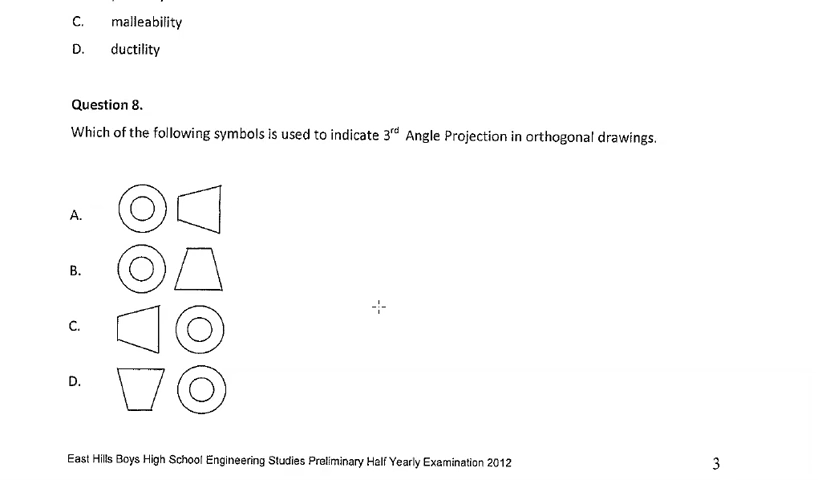 C. malleability
D. ductility
Question 8.
Which of the following symbols is used to indicate 3rd Angle Projection in orthogonal drawings.
A.
B.
C.
D.
East Hills Boys High School Engineering Studies Preliminary Half Yearly Examination 2012
3